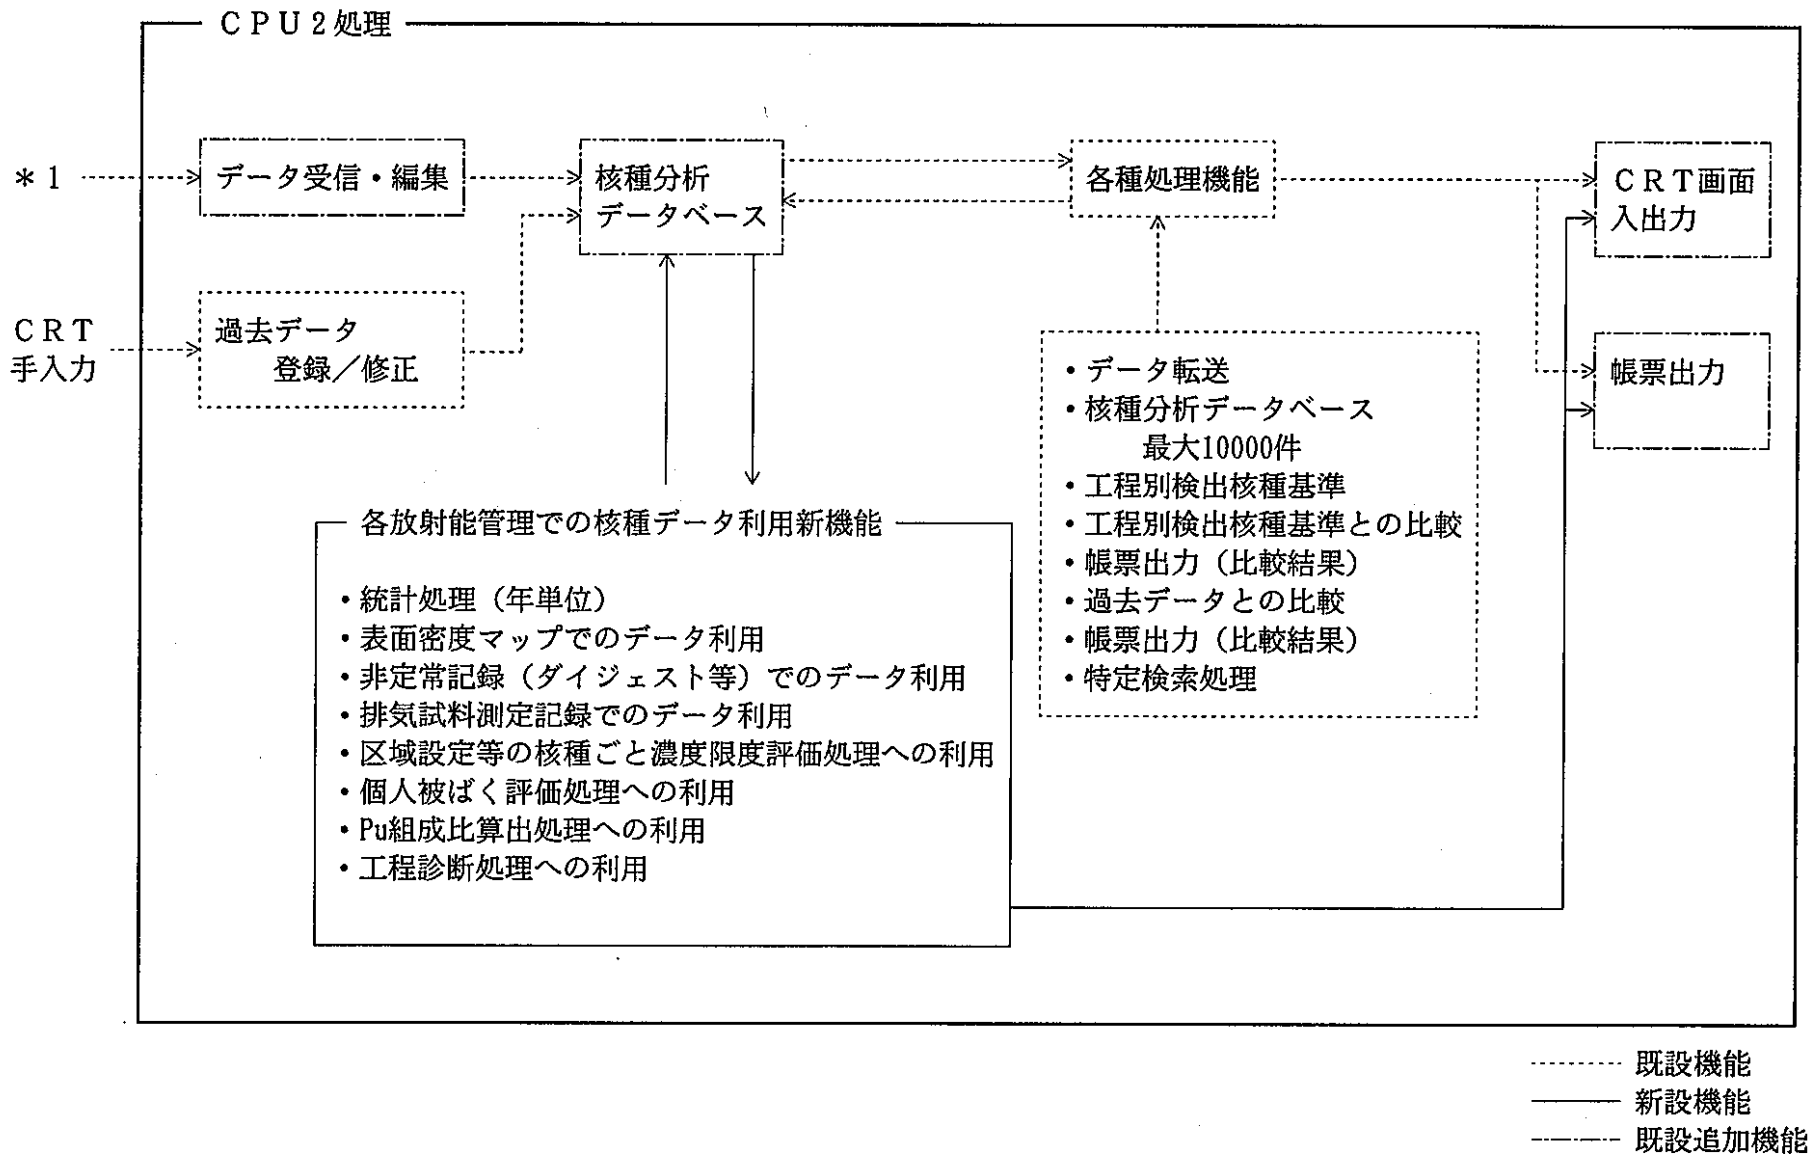 CPU2処理
*1
データ受信・編集
核種分析
データベース
各種処理機能
CRT画面
入出力
CRT
手入力
過去データ
登録/修正
帳票出力
・データ転送
・核種分析データベース
最大10000件
・工程別検出核種基準
・工程別検出核種基準との比較
・帳票出力(比較結果)
・過去データとの比較
・帳票出力(比較結果)
・特定検索処理
各放射能管理での核種データ利用新機能
・統計処理(年単位)
・表面密度マップでのデータ利用
・非定常記録(ダイジェスト等)でのデータ利用
・排気試料測定記録でのデータ利用
・区域設定等の核種ごと濃度限度評価処理への利用
・個人被ばく評価処理への利用
・Pu組成比算出処理への利用
・工程診断処理への利用
既設機能
新設機能
既設追加機能